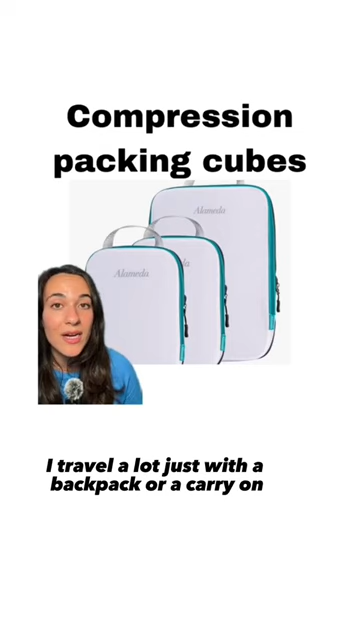 Compression
packing cubes
Alameda
Alameda
I travel a lot just with a
backpack or a carry on